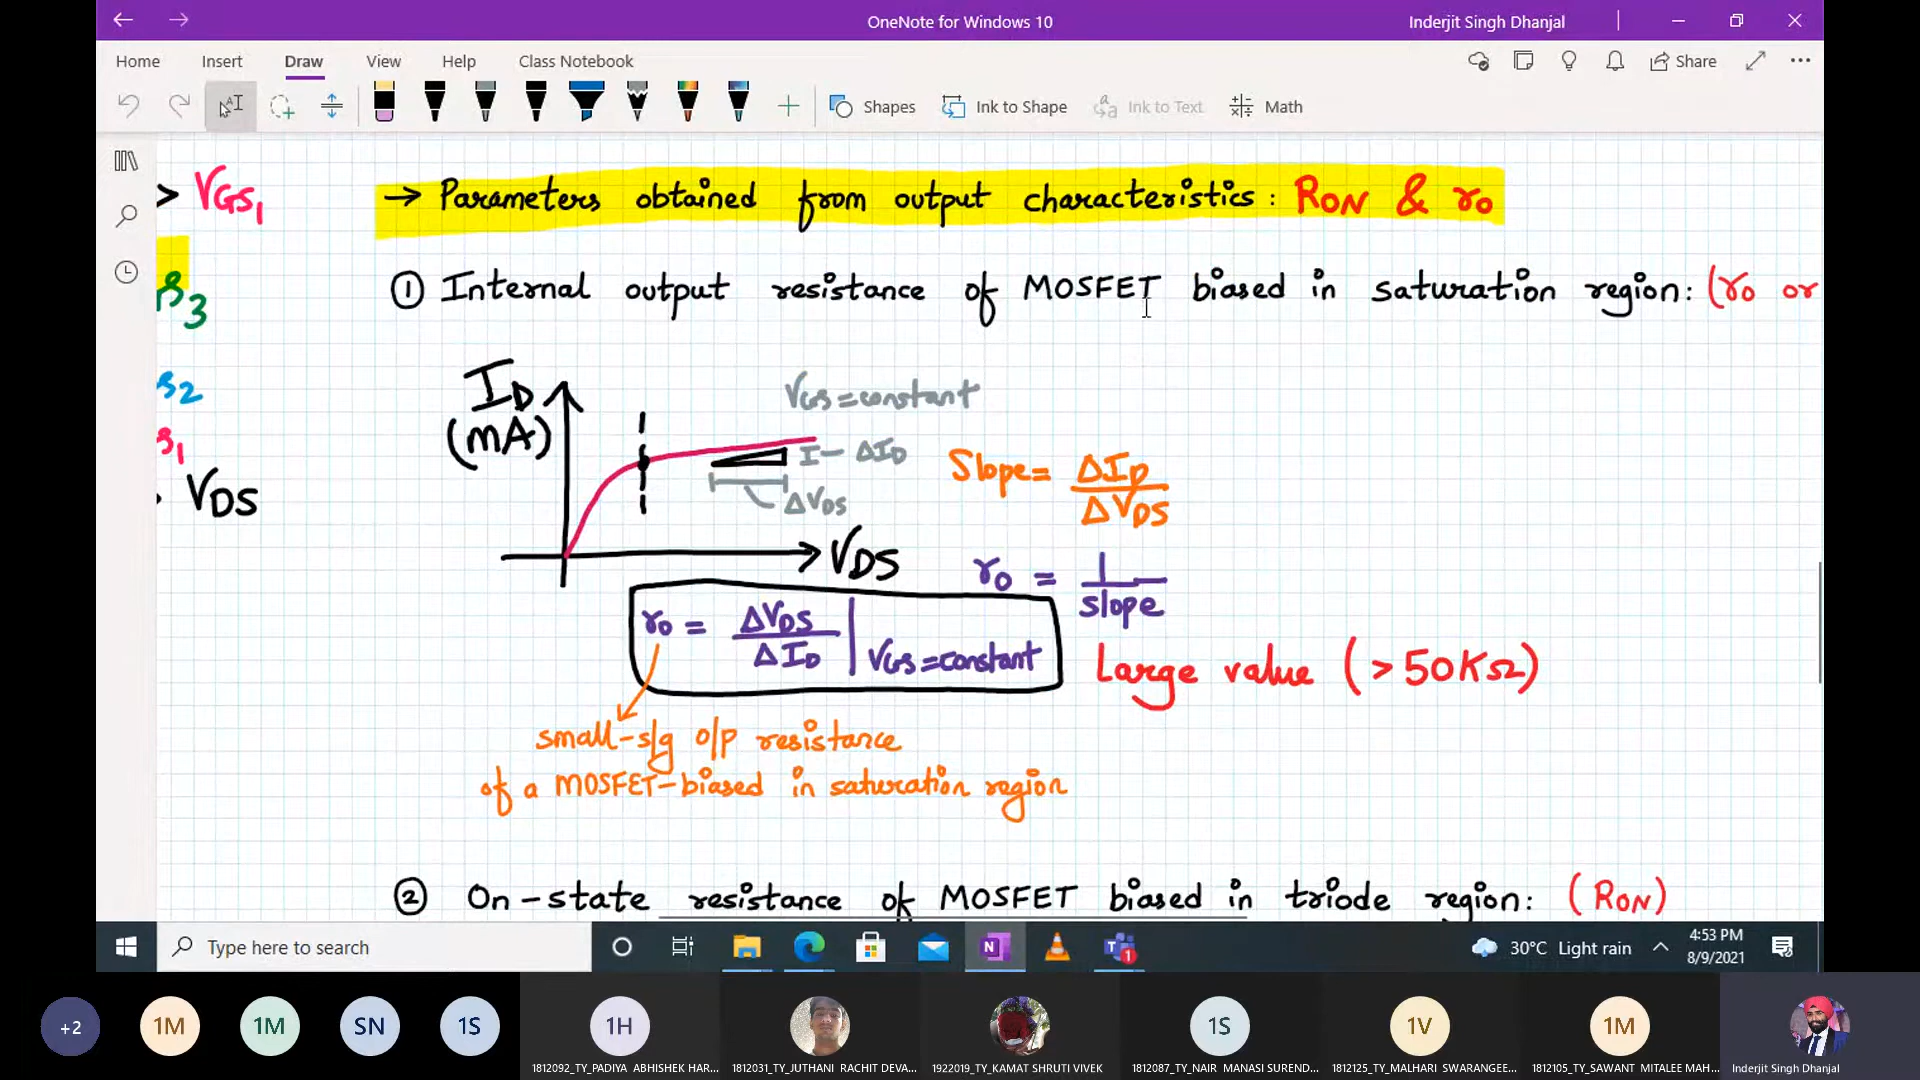 OneNote for Windows 10
Inderjit Singh Dhanjal
Home Insert Draw View Help Class Notebook
Share
Shapes Ink to Shape Ink to Text Math
> VGS1
→ Parameters obtained from output characteristics : RON & ro
① Internal output resistance of MOSFET biased in saturation region: (ro or
S3
S2
S1
VDS
ID
(mA)
VGS = constant
ΔID
ΔVDS
VDS
Slope = ΔID / ΔVDS
ro = 1 / slope
ro = ΔVDS / ΔID | VGS = constant
Large value (>50KΩ)
small-s/g o/p resistance
of a MOSFET-biased in saturation region
② On-state resistance of MOSFET biased in triode region: (RON)
Type here to search
N
1
30°C Light rain
4:53 PM
8/9/2021
+2
1M
1M
SN
1S
1H
1S
1V
1M
1812092_TY_PADIYA ABHISHEK HAR...
1812031_TY_JUTHANI RACHIT DEVA...
1922019_TY_KAMAT SHRUTI VIVEK
1812087_TY_NAIR MANASI SUREND...
1812125_TY_MALHARI SWARANGEE...
1812105_TY_SAWANT MITALEE MAH...
Inderjit Singh Dhanjal